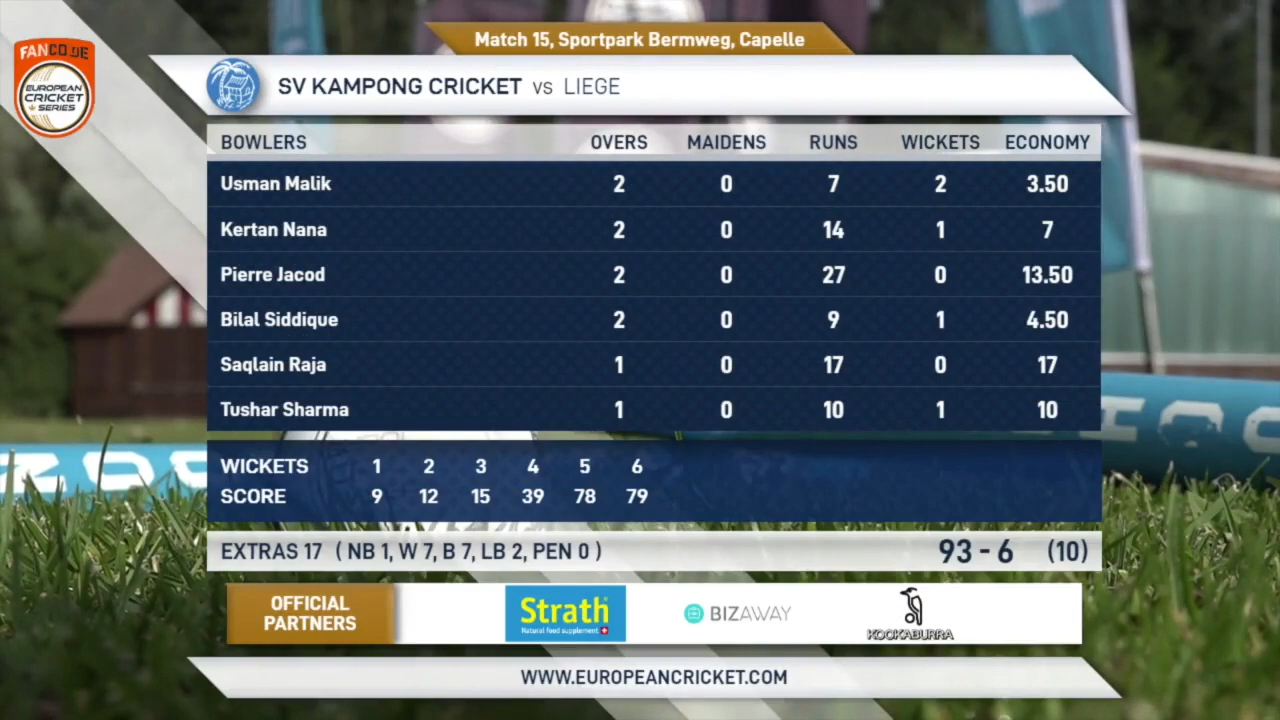 FANCODE
EUROPEAN
CRICKET
SERIES
Match 15, Sportpark Bermweg, Capelle
SV KAMPONG CRICKET vs LIEGE
BOWLERS OVERS MAIDENS RUNS WICKETS ECONOMY
Usman Malik 2 0 7 2 3.50
Kertan Nana 2 0 14 1 7
Pierre Jacod 2 0 27 0 13.50
Bilal Siddique 2 0 9 1 4.50
Saqlain Raja 1 0 17 0 17
Tushar Sharma 1 0 10 1 10
WICKETS 1 2 3 4 5 6
SCORE 9 12 15 39 78 79
EXTRAS 17 ( NB 1, W 7, B 7, LB 2, PEN 0 ) 93 - 6 (10)
OFFICIAL
PARTNERS
Strath
Natural food supplement
BIZAWAY
KOOKABURRA
WWW.EUROPEANCRICKET.COM